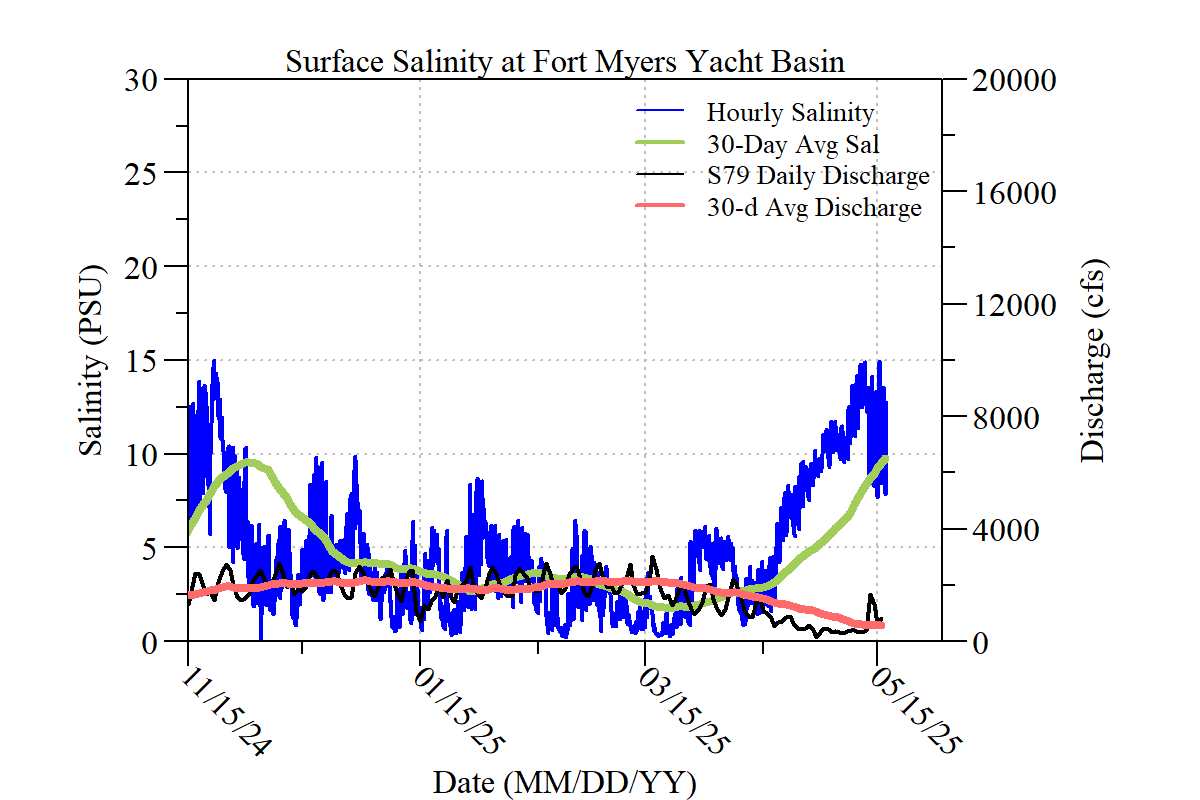 Surface Salinity at Fort Myers Yacht Basin
30
25
20
15
10
5
0
Salinity (PSU)
Hourly Salinity
30-Day Avg Sal
S79 Daily Discharge
30-d Avg Discharge
20000
16000
12000
8000
4000
0
Discharge (cfs)
11/15/24
01/15/25
03/15/25
05/15/25
Date (MM/DD/YY)